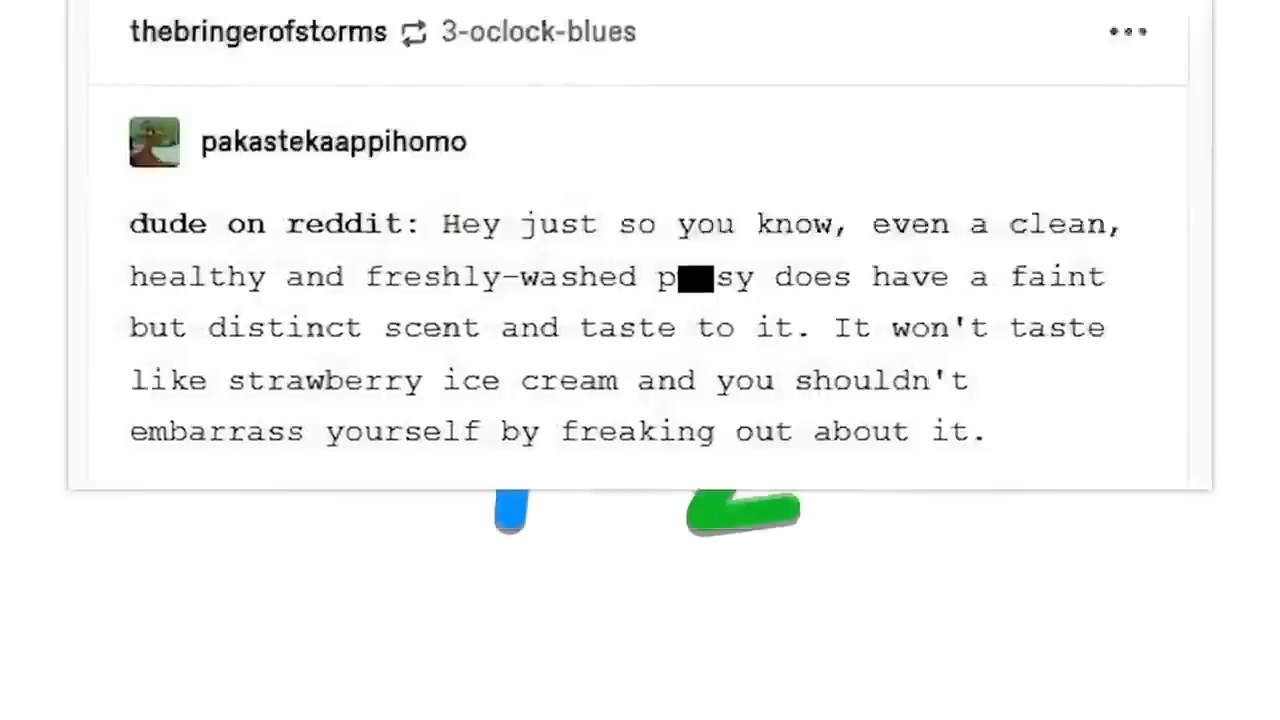 thebringerofstorms 3-oclock-blues
pakastekaappihomo
dude on reddit: Hey just so you know, even a clean,
healthy and freshly-washed p██sy does have a faint
but distinct scent and taste to it. It won't taste
like strawberry ice cream and you shouldn't
embarrass yourself by freaking out about it.